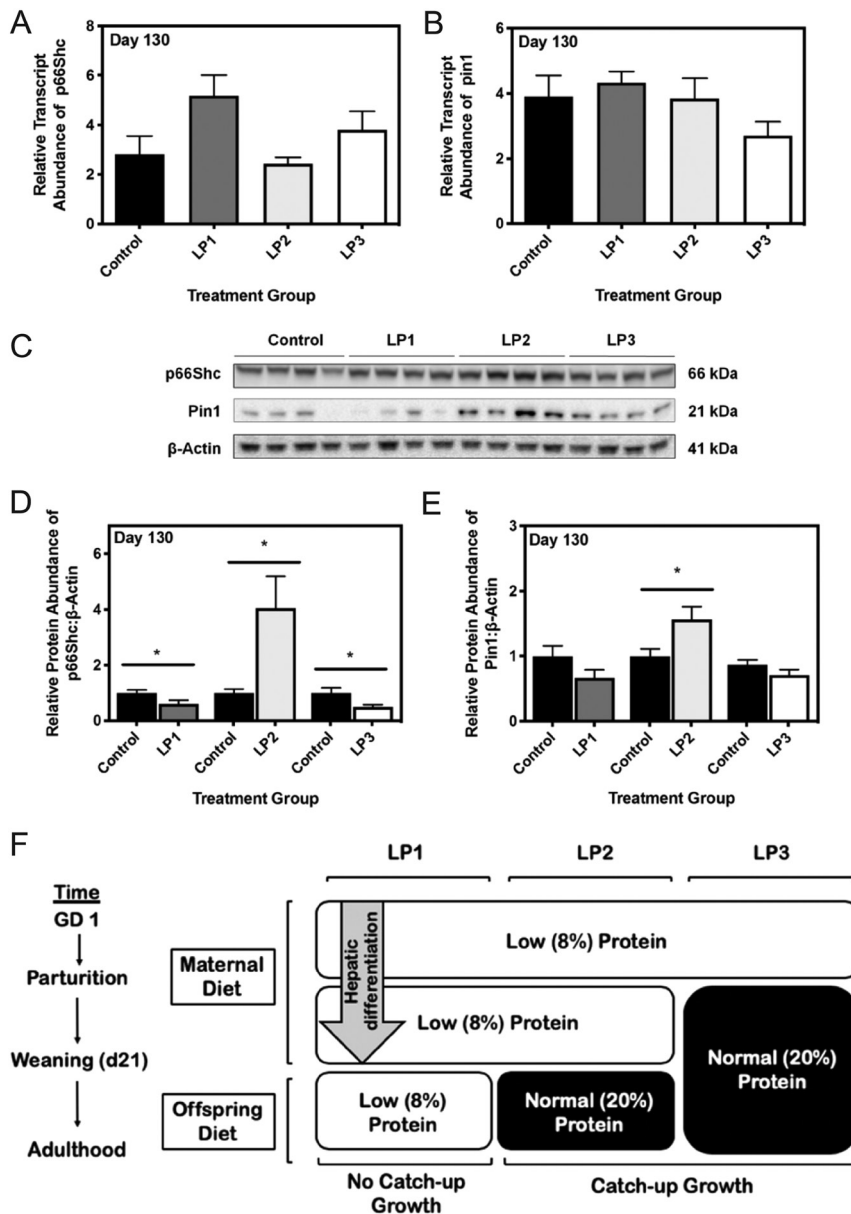 A
Day 130
Relative Transcript
Abundance of p66Shc
8
6
4
2
0
Control
LP1
LP2
LP3
Treatment Group
B
Day 130
Relative Transcript
Abundance of pin1
6
4
2
0
Control
LP1
LP2
LP3
Treatment Group
C
Control LP1 LP2 LP3
p66Shc 66 kDa
Pin1 21 kDa
β-Actin 41 kDa
D
Day 130
Relative Protein Abundance of
p66Shc:β-Actin
6
4
2
0
* * *
Control
LP1
Control
LP2
Control
LP3
Treatment Group
E
Day 130
Relative Protein Abundance of
Pin1:β-Actin
3
2
1
0
*
Control
LP1
Control
LP2
Control
LP3
Treatment Group
F
LP1 LP2 LP3
Time
GD 1
Parturition
Weaning (d21)
Adulthood
Maternal
Diet
Offspring
Diet
Hepatic
differentiation
Low (8%) Protein
Low (8%) Protein
Normal (20%)
Protein
Low (8%)
Protein
Normal (20%)
Protein
No Catch-up
Growth
Catch-up Growth